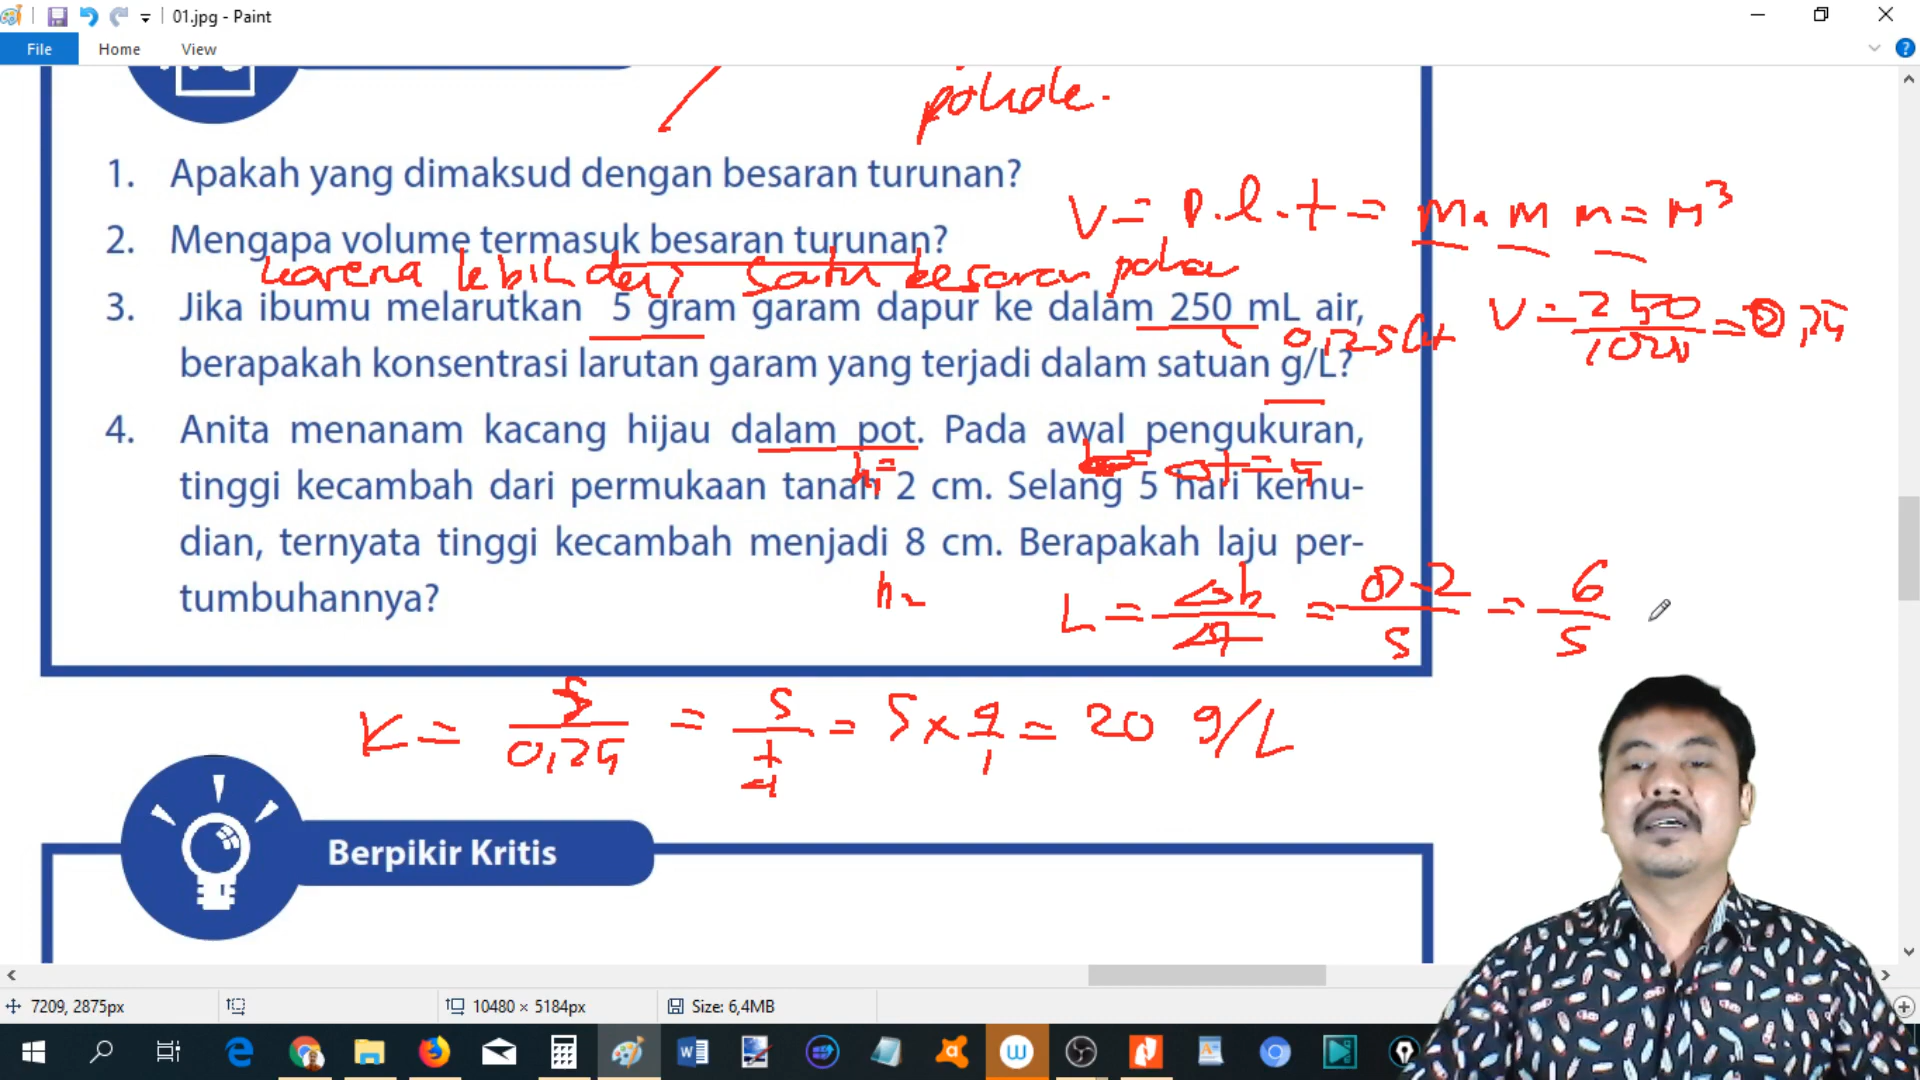 01.jpg - Paint
File Home View
pokok.
1. Apakah yang dimaksud dengan besaran turunan?
V = p.l.t = m. m m = M³
2. Mengapa volume termasuk besaran turunan?
karena lebih dari satu besaran pokok
3. Jika ibumu melarutkan 5 gram garam dapur ke dalam 250 mL air,
V = 250/1000 = 0,25
berapakah konsentrasi larutan garam yang terjadi dalam satuan g/L?
4. Anita menanam kacang hijau dalam pot. Pada awal pengukuran,
tinggi kecambah dari permukaan tanah 2 cm. Selang 5 hari kemu-
dian, ternyata tinggi kecambah menjadi 8 cm. Berapakah laju per-
tumbuhannya?
L = Δh/Δt = 8-2/5 = 6/5
K = 5/0,25 = 5/1/4 = 5 x 4/1 = 20 g/L
Berpikir Kritis
7209, 2875px
10480 × 5184px
Size: 6,4MB